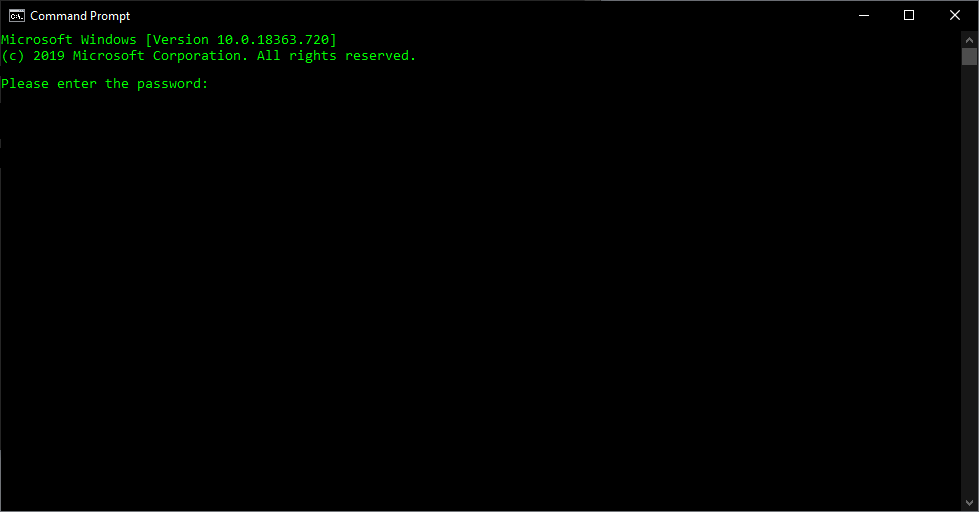 Command Prompt
Microsoft Windows [Version 10.0.18363.720]
(c) 2019 Microsoft Corporation. All rights reserved.
Please enter the password: